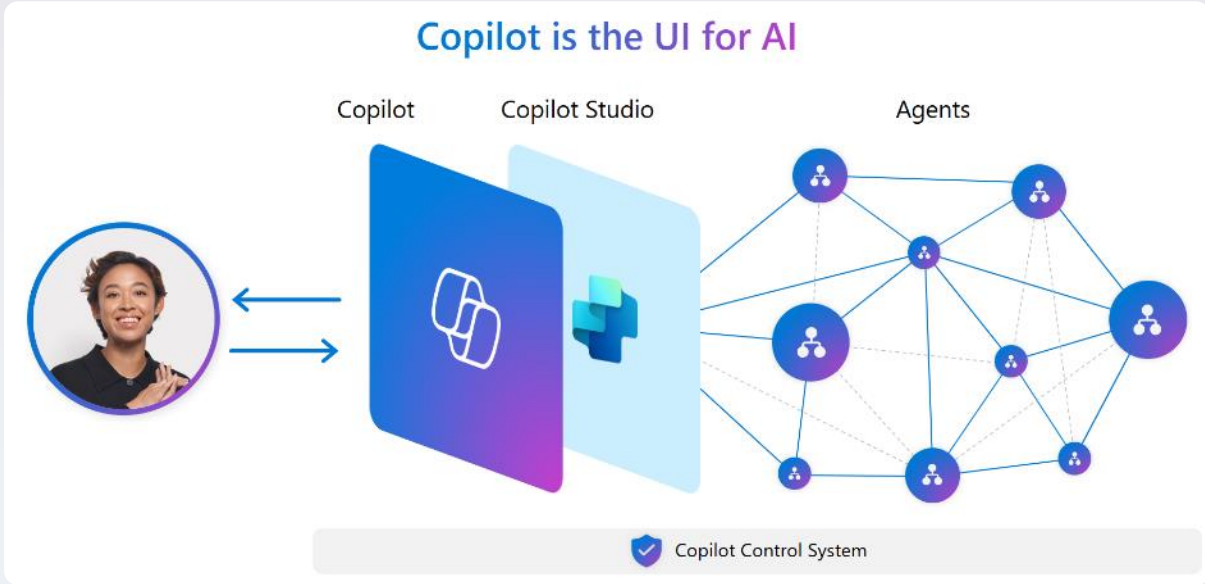 Copilot is the UI for AI
Copilot
Copilot Studio
Agents
Copilot Control System